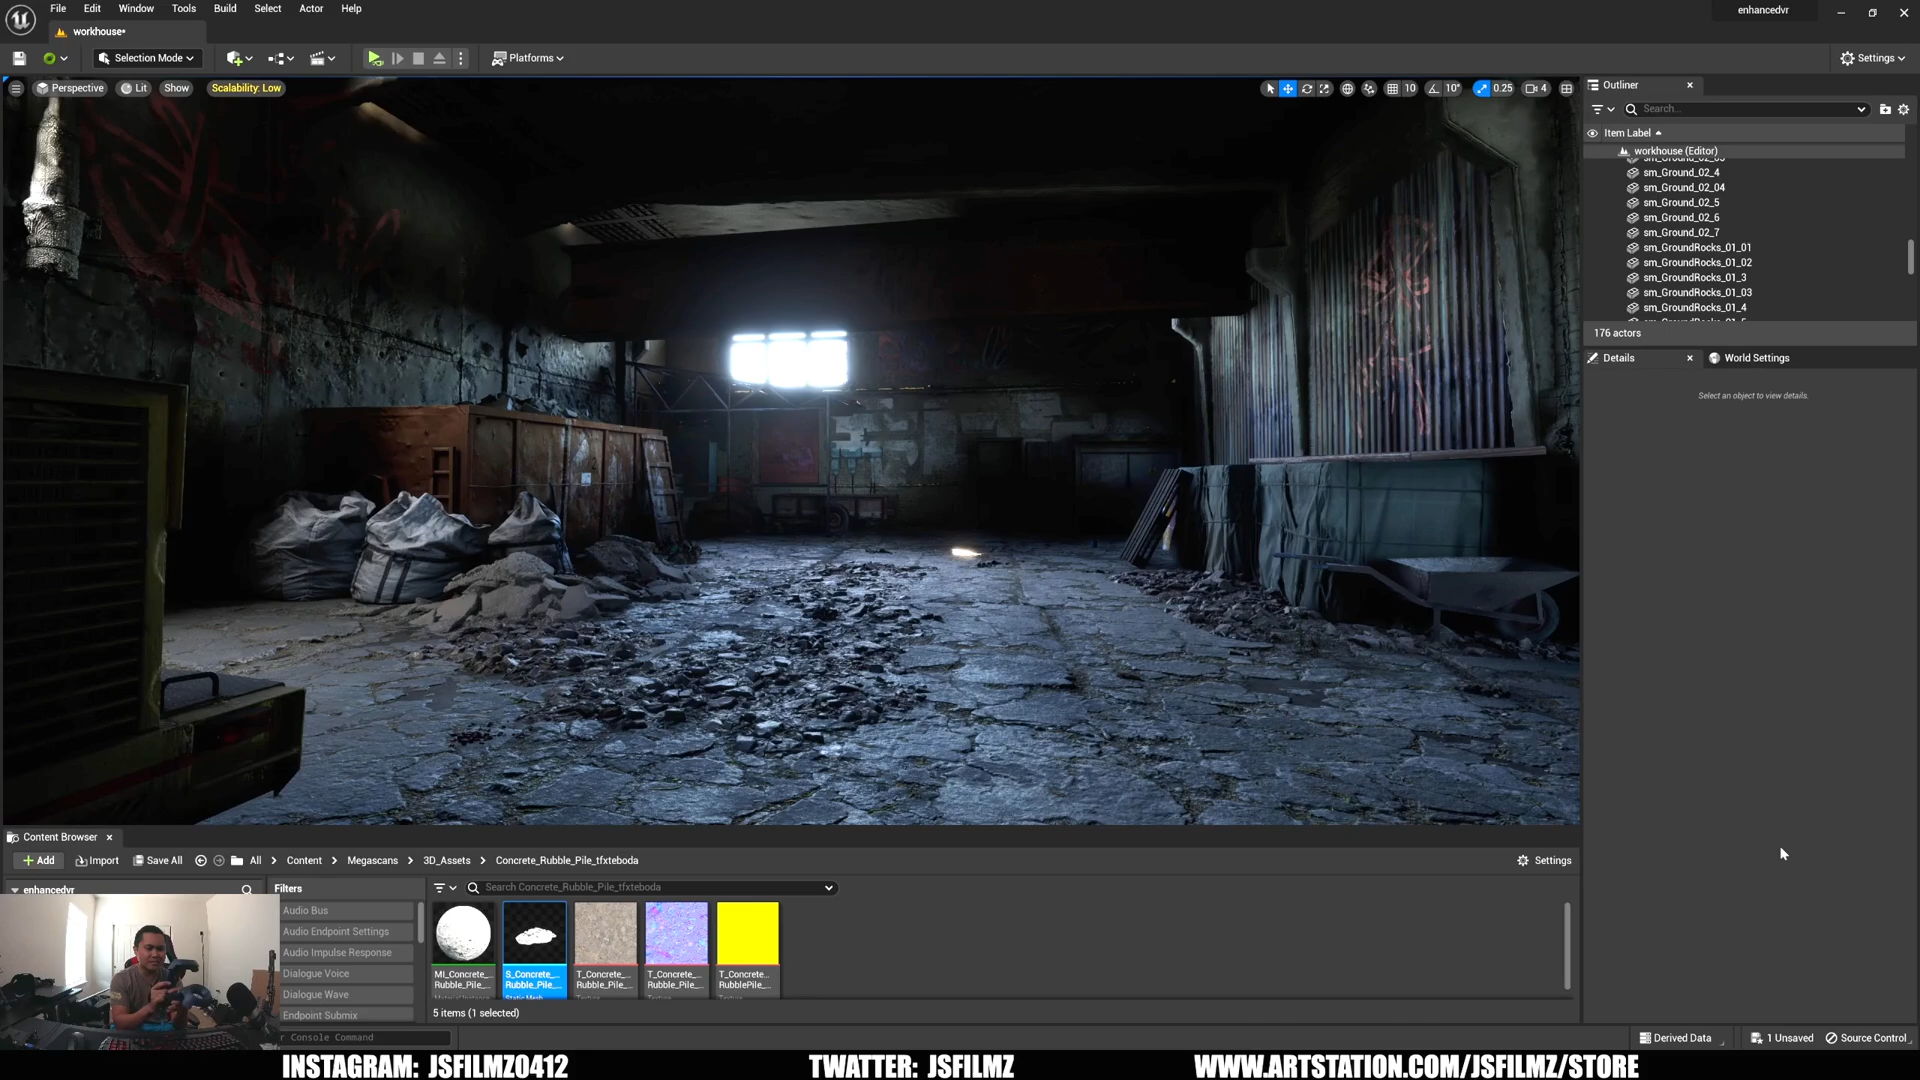 File Edit Window Tools Build Select Actor Help
enhancedvr
workhouse*
Selection Mode
Platforms
Settings
Perspective Lit Show Scalability: Low
10 10° 0.25 4
Outliner
Search...
Item Label
workhouse (Editor)
sm_Ground_02_4
sm_Ground_02_04
sm_Ground_02_5
sm_Ground_02_6
sm_Ground_02_7
sm_GroundRocks_01_01
sm_GroundRocks_01_02
sm_GroundRocks_01_3
sm_GroundRocks_01_03
sm_GroundRocks_01_4
176 actors
Details World Settings
Select an object to view details.
Content Browser
Add Import Save All All Content Megascans 3D_Assets Concrete_Rubble_Pile_tfxteboda Settings
enhancedvr
Filters
Search Concrete_Rubble_Pile_tfxteboda
Audio Bus
Audio Endpoint Settings
Audio Impulse Response
Dialogue Voice
Dialogue Wave
Endpoint Submix
MI_Concrete_... S_Concrete_... T_Concrete_... T_Concrete_... T_Concrete...
Rubble_Pile_... Rubble_Pile_... Rubble_Pile_... Rubble_Pile_... RubblePile_...
Static Mesh
5 items (1 selected)
r Console Command
Derived Data 1 Unsaved Source Control
INSTAGRAM: JSFILMZ0412 TWATTER: JSFILMZ WWW.ARTSTATION.COM/JSFILMZ/STORE